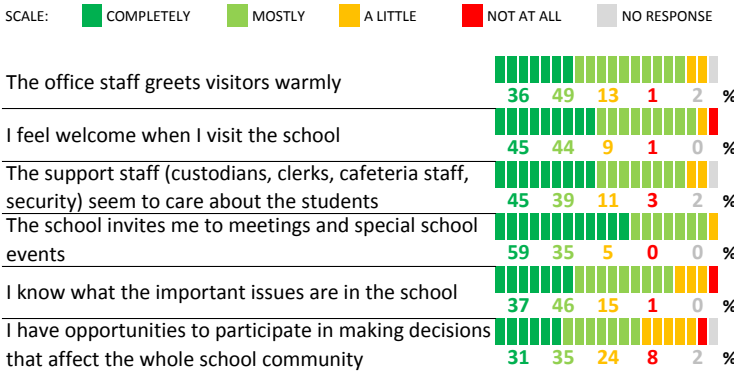 SCALE: COMPLETELY MOSTLY A LITTLE NOT AT ALL NO RESPONSE
The office staff greets visitors warmly
36 49 13 1 2 %
I feel welcome when I visit the school
45 44 9 1 0 %
The support staff (custodians, clerks, cafeteria staff,
security) seem to care about the students
45 39 11 3 2 %
The school invites me to meetings and special school
events
59 35 5 0 0 %
I know what the important issues are in the school
37 46 15 1 0 %
I have opportunities to participate in making decisions
that affect the whole school community
31 35 24 8 2 %